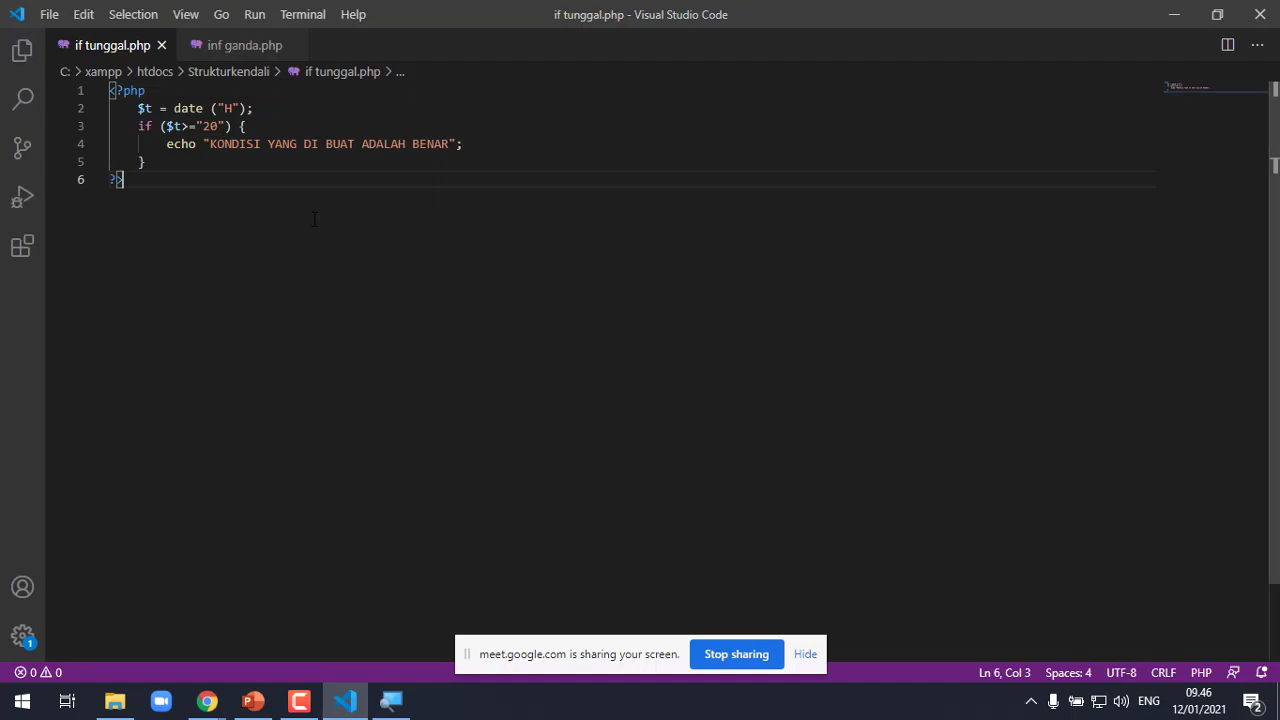 File Edit Selection View Go Run Terminal Help
if tunggal.php - Visual Studio Code
if tunggal.php
inf ganda.php
C: > xampp > htdocs > Strukturkendali > if tunggal.php > ...
1 <?php
2 $t = date ("H");
3 if ($t>="20") {
4 echo "KONDISI YANG DI BUAT ADALAH BENAR";
5 }
6 ?>
meet.google.com is sharing your screen.
Stop sharing
Hide
1
0 0
Ln 6, Col 3 Spaces: 4 UTF-8 CRLF PHP
ENG
09.46
12/01/2021
2